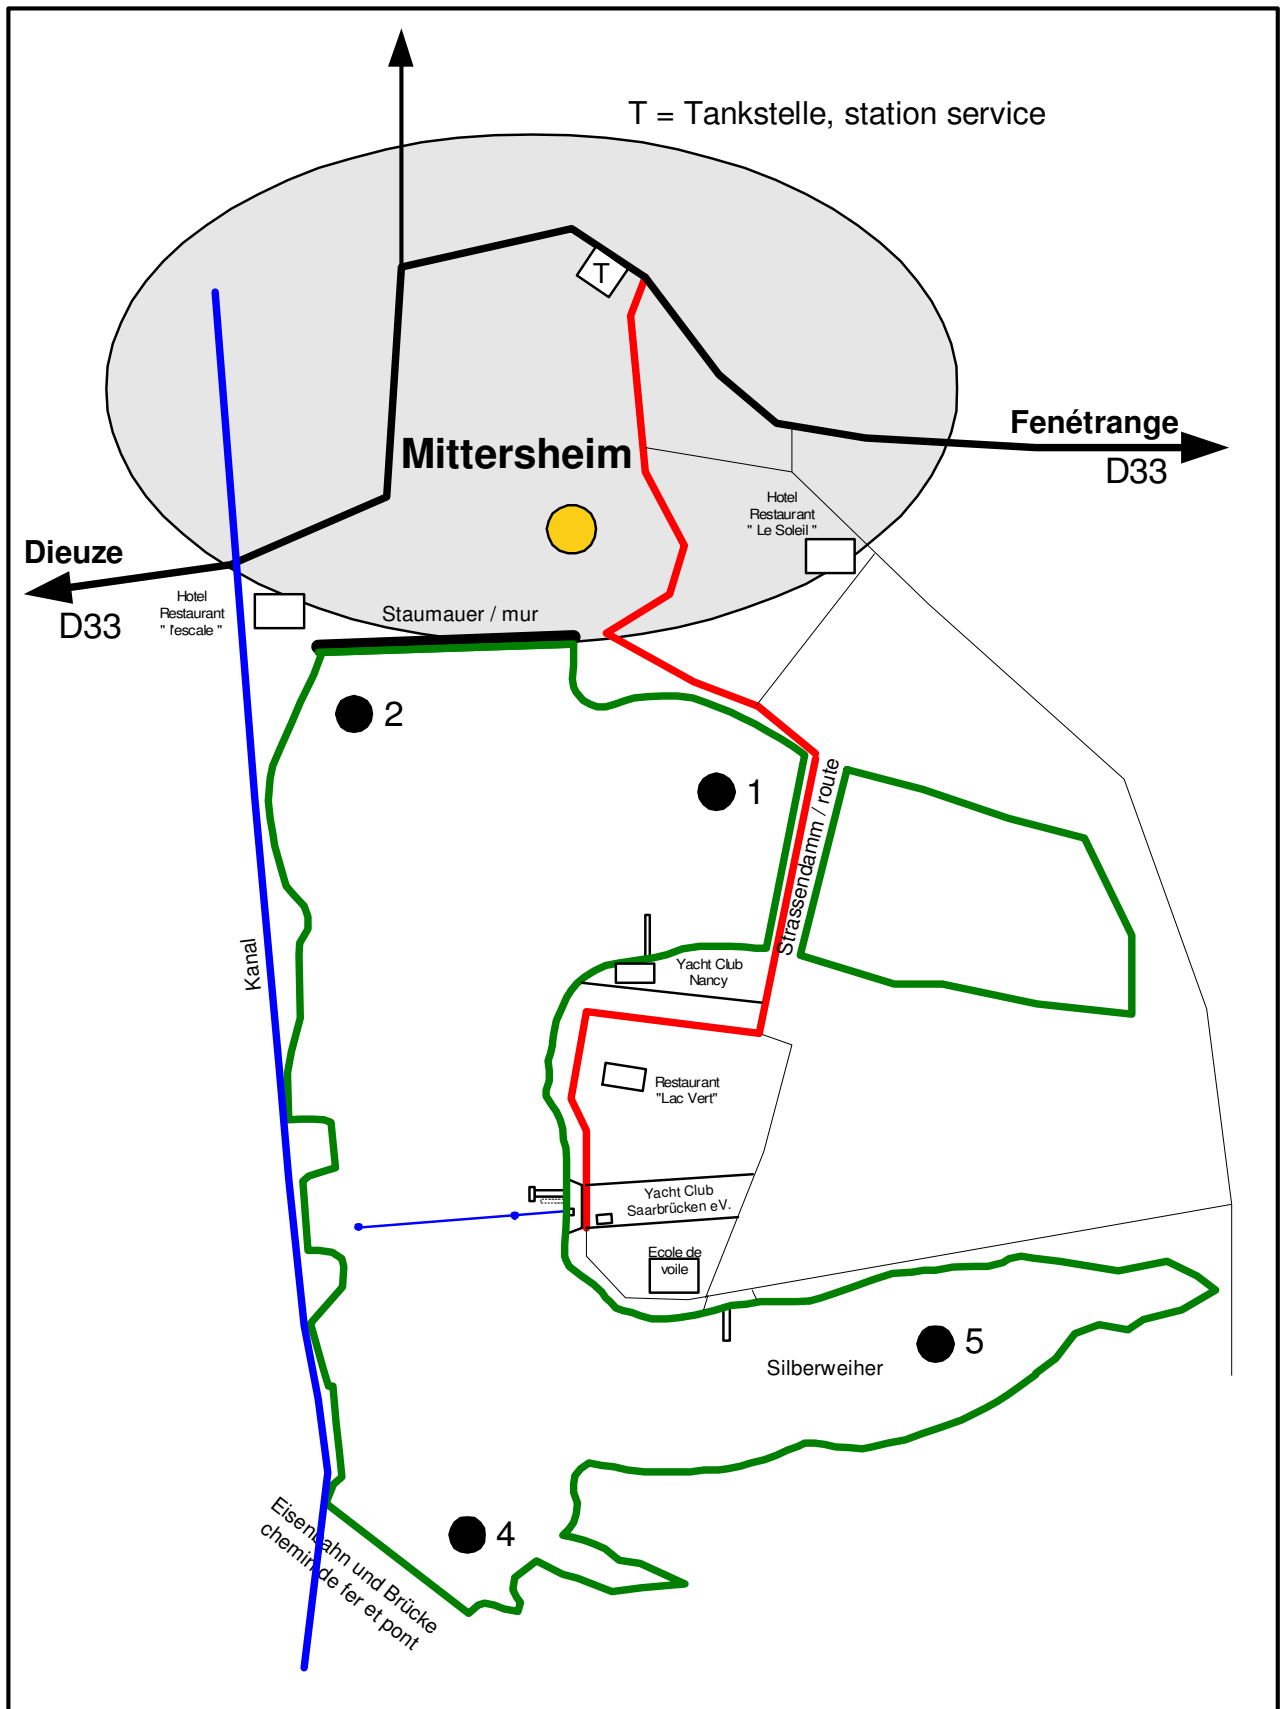 T = Tankstelle, station service
T
Fenétrange
D33
Mittersheim
Hotel
Restaurant
" Le Soleil "
Dieuze
D33
Hotel
Restaurant
" l'escale "
Staumauer / mur
2
1
Strassendamm / route
Kanal
Yacht Club
Nancy
Restaurant
"Lac Vert"
Yacht Club
Saarbrücken eV.
Ecole de
voile
5
Silberweiher
4
Eisenbahn und Brücke
chemin de fer et pont